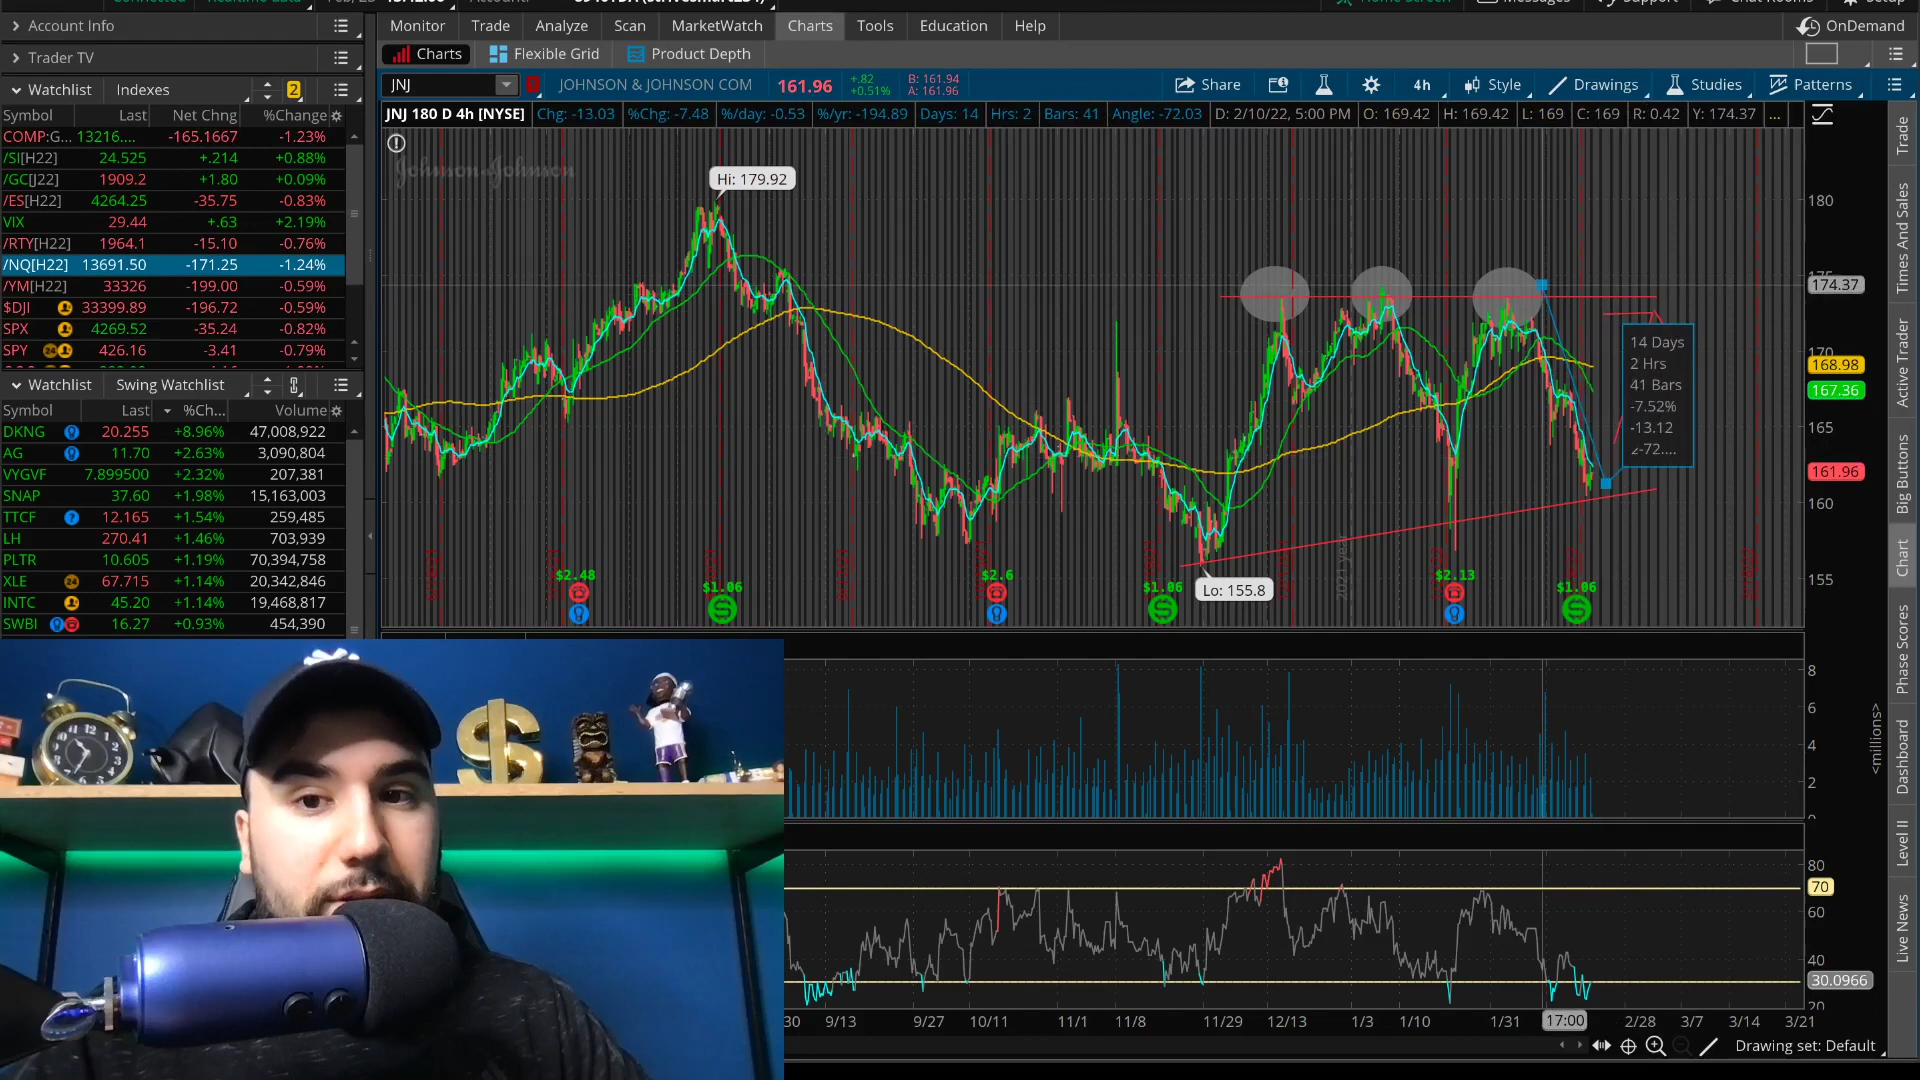 Account Info
Trader TV
Watchlist Indexes 2
Symbol Last Net Chng %Change
COMP:G... 13216.... -165.1667 -1.23%
/SI[H22] 24.525 +.214 +0.88%
/GC[J22] 1909.2 +1.80 +0.09%
/ES[H22] 4264.25 -35.75 -0.83%
VIX 29.44 +.63 +2.19%
/RTY[H22] 1964.1 -15.10 -0.76%
/NQ[H22] 13691.50 -171.25 -1.24%
/YM[H22] 33326 -199.00 -0.59%
$DJI 33399.89 -196.72 -0.59%
SPX 4269.52 -35.24 -0.82%
SPY 24 426.16 -3.41 -0.79%
Watchlist Swing Watchlist
Symbol Last %Ch... Volume
DKNG 20.255 +8.96% 47,008,922
AG 11.70 +2.63% 3,090,804
VYGVF 7.899500 +2.32% 207,381
SNAP 37.60 +1.98% 15,163,003
TTCF 12.165 +1.54% 259,485
LH 270.41 +1.46% 703,939
PLTR 10.605 +1.19% 70,394,758
XLE 24 67.715 +1.14% 20,342,846
INTC 45.20 +1.14% 19,468,817
SWBI 16.27 +0.93% 454,390
Monitor Trade Analyze Scan MarketWatch Charts Tools Education Help
OnDemand
Charts Flexible Grid Product Depth
JNJ JOHNSON & JOHNSON COM 161.96 +.82 +0.51% B: 161.94 A: 161.96
Share 4h Style Drawings Studies Patterns
JNJ 180 D 4h [NYSE] Chg: -13.03 %Chg: -7.48 %/day: -0.53 %/yr: -194.89 Days: 14 Hrs: 2 Bars: 41 Angle: -72.03 D: 2/10/22, 5:00 PM O: 169.42 H: 169.42 L: 169 C: 169 R: 0.42 Y: 174.37 ...
Johnson & Johnson
Hi: 179.92
180
174.37
170
168.98
167.36
165
161.96
160
155
14 Days
2 Hrs
41 Bars
-7.52%
-13.12
∠-72....
$2.48 $1.06 $2.6 $1.06 $2.13 $1.06
Lo: 155.8
2021 year
8
6
4
2
<millions>
80
70
60
40
30.0966
20
30 9/13 9/27 10/11 11/1 11/8 11/29 12/13 1/3 1/10 1/31 17:00 2/28 3/7 3/14 3/21
Drawing set: Default
Trade
Times And Sales
Active Trader
Big Buttons
Chart
Phase Scores
Dashboard
Level II
Live News